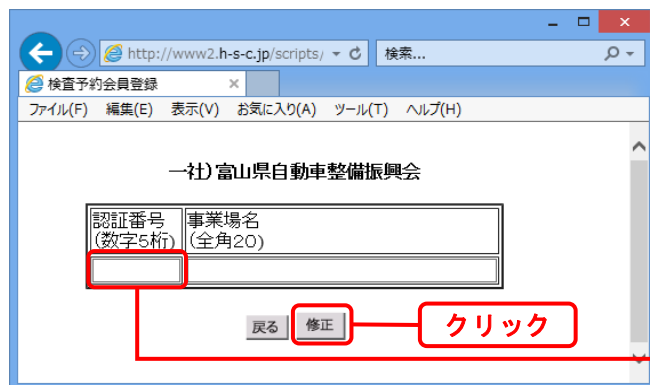 http://www2.h-s-c.jp/scripts/ 検索...
検査予約会員登録
ファイル(F) 編集(E) 表示(V) お気に入り(A) ツール(T) ヘルプ(H)
一社)富山県自動車整備振興会
認証番号 事業場名
(数字5桁) (全角20)
戻る 修正 クリック